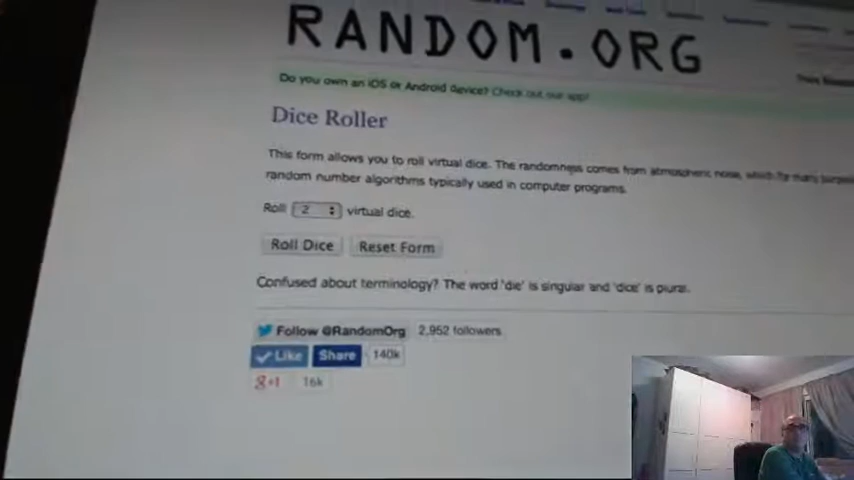 RANDOM.ORG
Do you own an iOS or Android device? Check out our app!
Dice Roller
This form allows you to roll virtual dice. The randomness comes from atmospheric noise, which for many
random number algorithms typically used in computer programs.
Roll 2 virtual dice.
Roll Dice Reset Form
Confused about terminology? The word 'die' is singular and 'dice' is plural.
Follow @RandomOrg 2,952 followers
Like Share 140k
g+1 16k